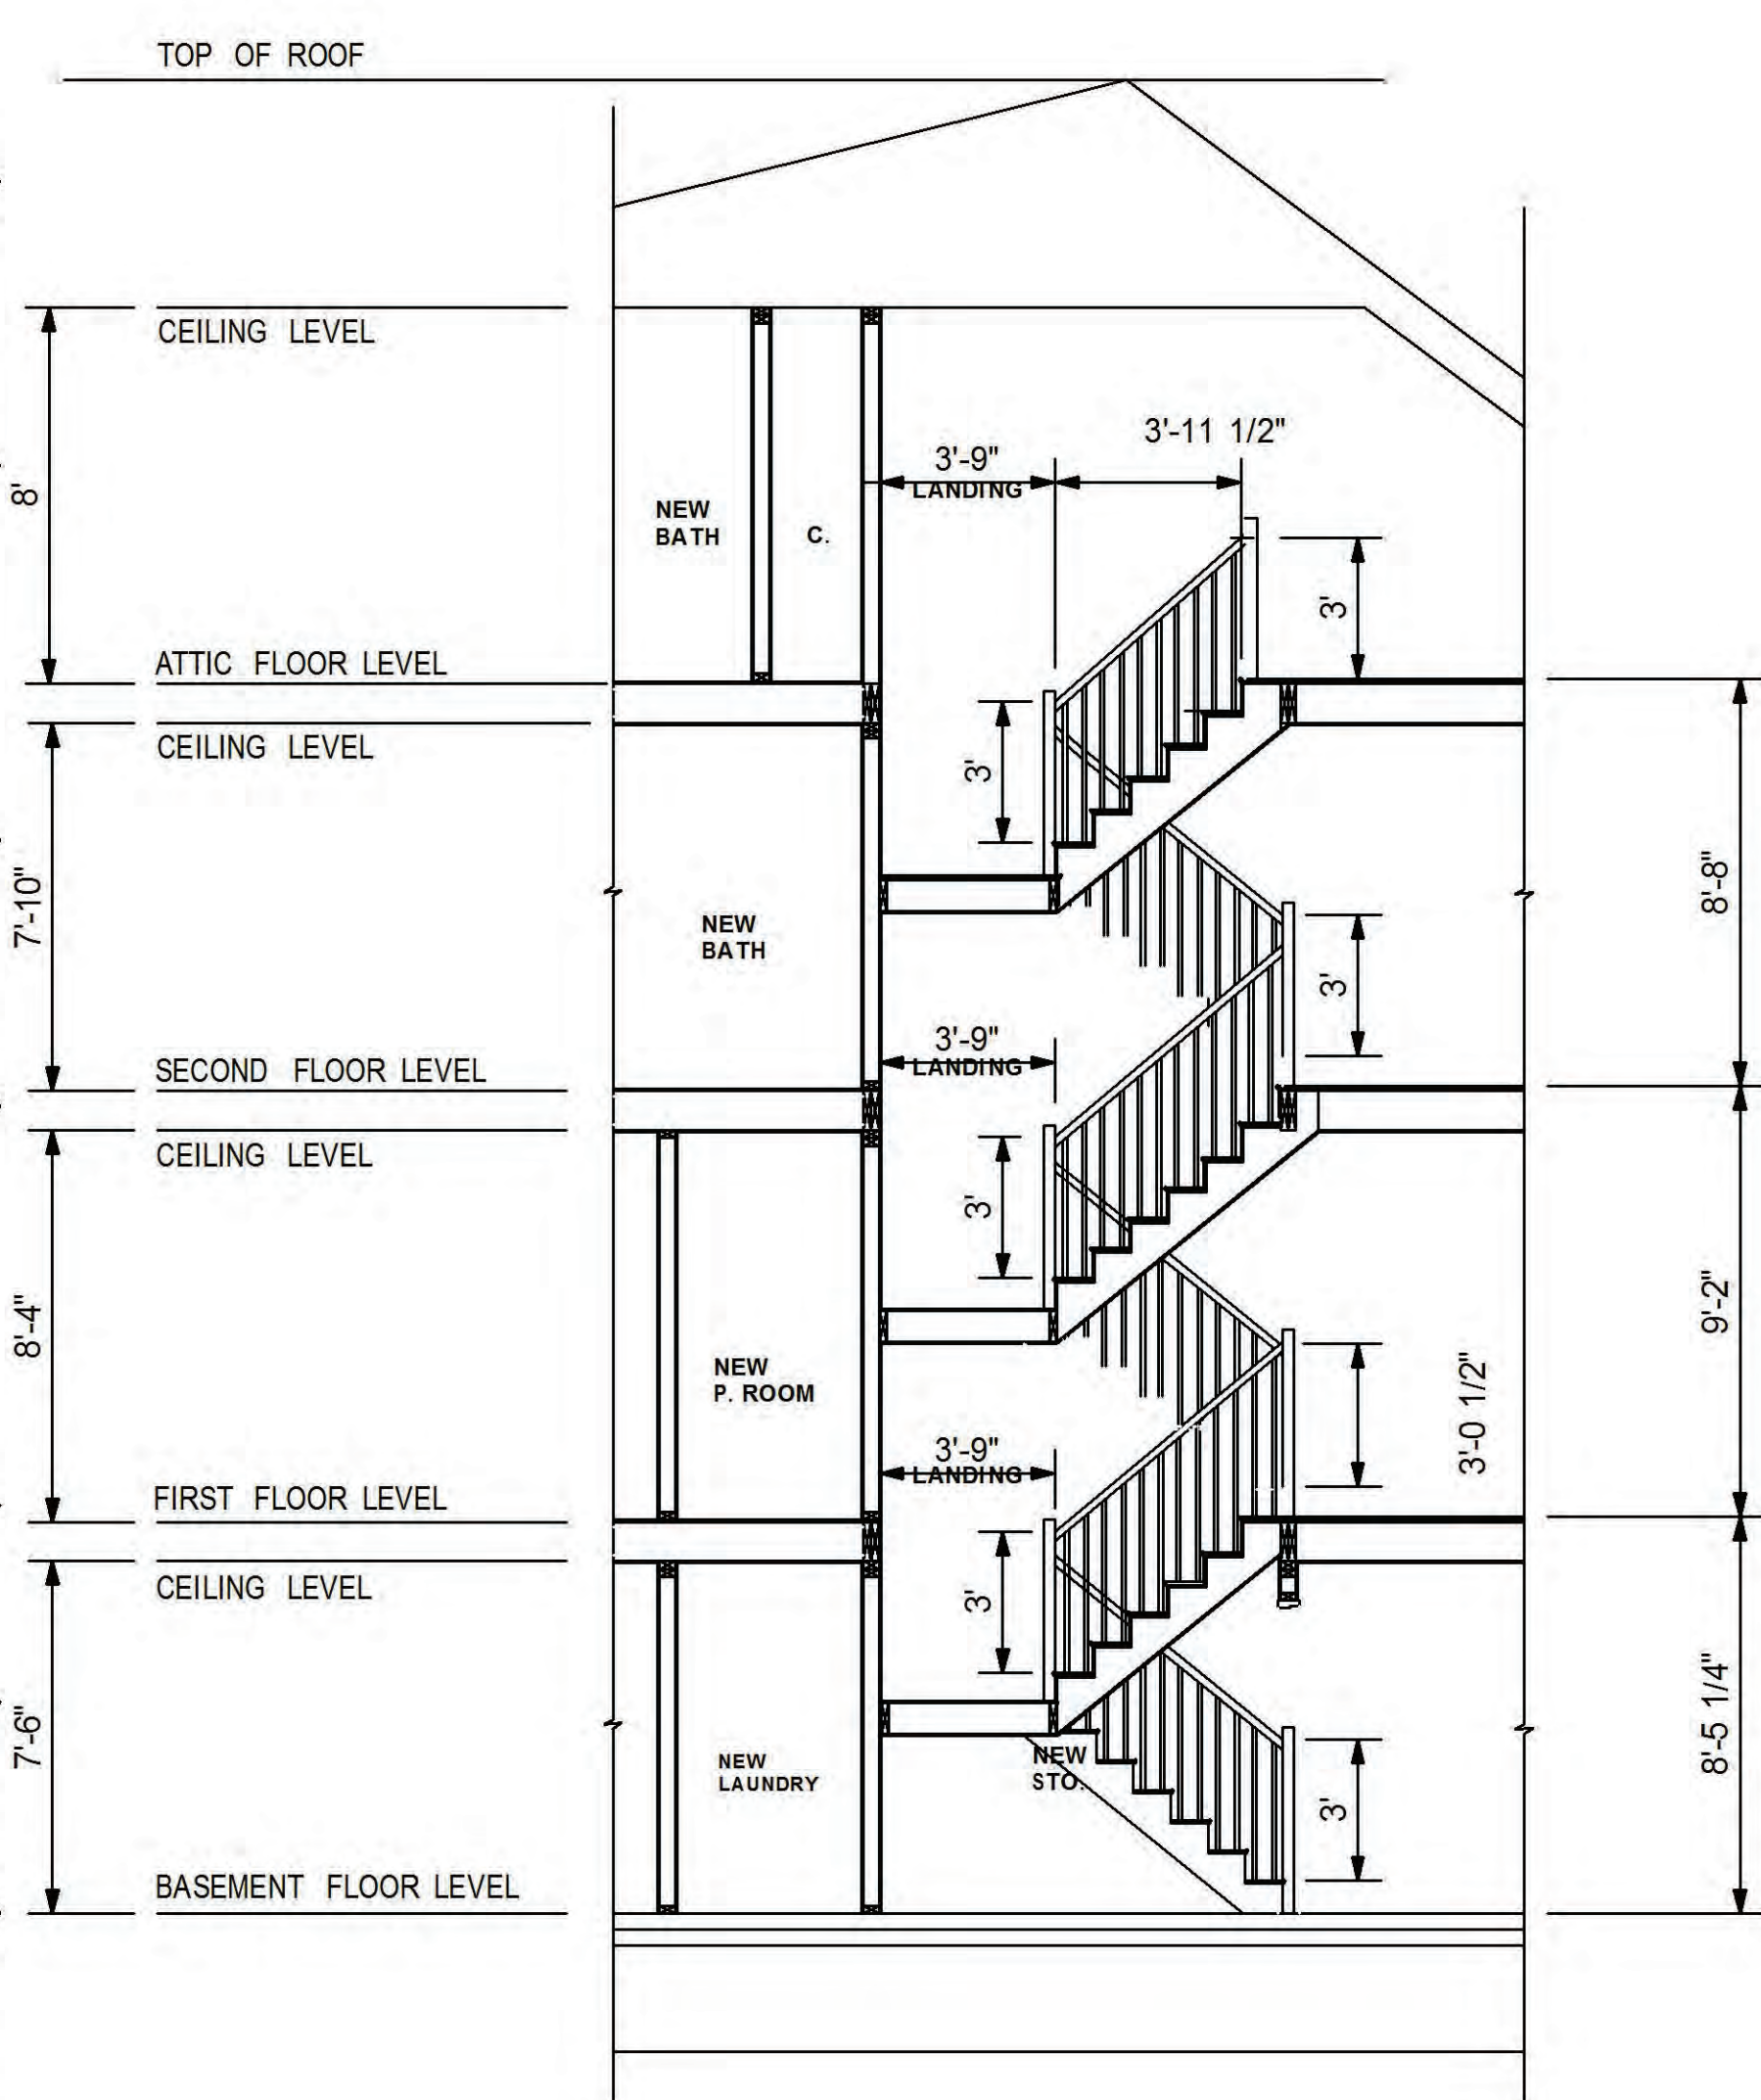 TOP OF ROOF
CEILING LEVEL
3'-11 1/2"
3'-9"
LANDING
8'
NEW
BATH
C.
3'
ATTIC FLOOR LEVEL
CEILING LEVEL
3'
7'-10"
8'-8"
NEW
BATH
3'
3'-9"
LANDING
SECOND FLOOR LEVEL
CEILING LEVEL
3'
8'-4"
9'-2"
NEW
P. ROOM
3'-0 1/2"
3'-9"
LANDING
FIRST FLOOR LEVEL
CEILING LEVEL
3'
7'-6"
8'-5 1/4"
NEW
LAUNDRY
NEW
STO.
3'
BASEMENT FLOOR LEVEL